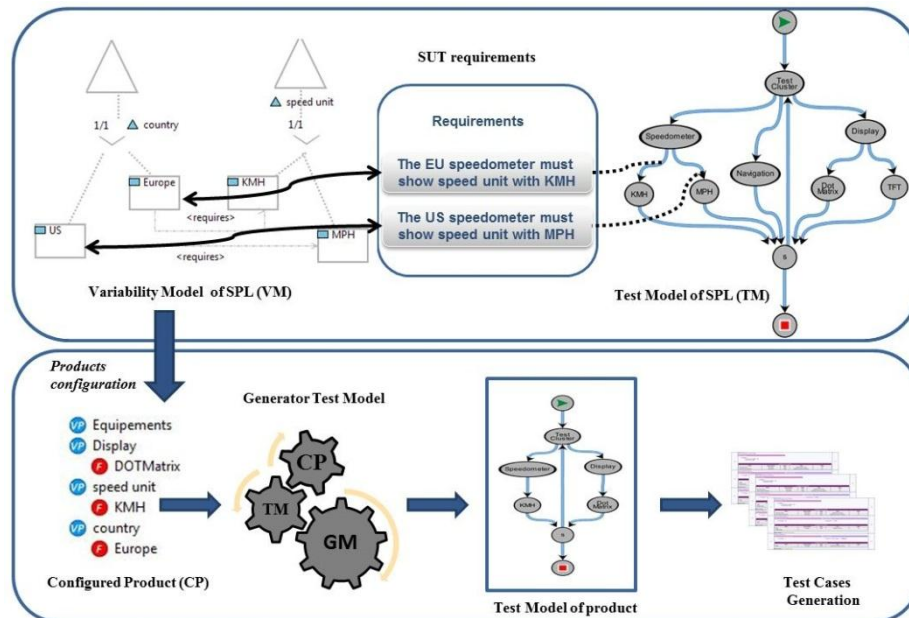 SUT requirements
country
speed unit
1/1
1/1
Europe
KMH
<requires>
US
MPH
<requires>
Variability Model of SPL (VM)
Requirements
The EU speedometer must
show speed unit with KMH
The US speedometer must
show speed unit with MPH
Test
Cluster
Speedometer
Display
Navigation
KMH
MPH
Dot
Matrix
TFT
s
Test Model of SPL (TM)
Products
configuration
VP Equipements
VP Display
F DOTMatrix
VP speed unit
F KMH
VP country
F Europe
Configured Product (CP)
Generator Test Model
CP
TM
GM
Test
Cluster
Speedometer
Display
KMH
Dot
Matrix
s
Test Model of product
Test Cases
Generation